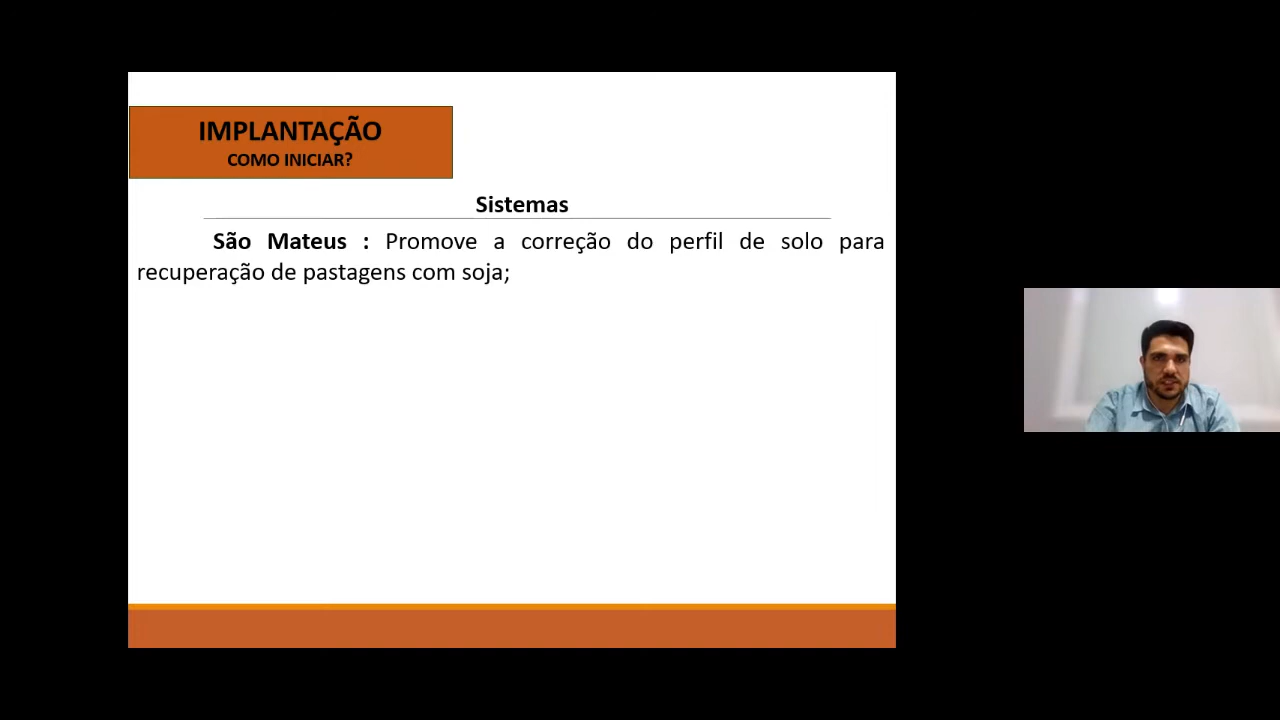 IMPLANTAÇÃO
COMO INICIAR?
Sistemas
São Mateus : Promove a correção do perfil de solo para
recuperação de pastagens com soja;